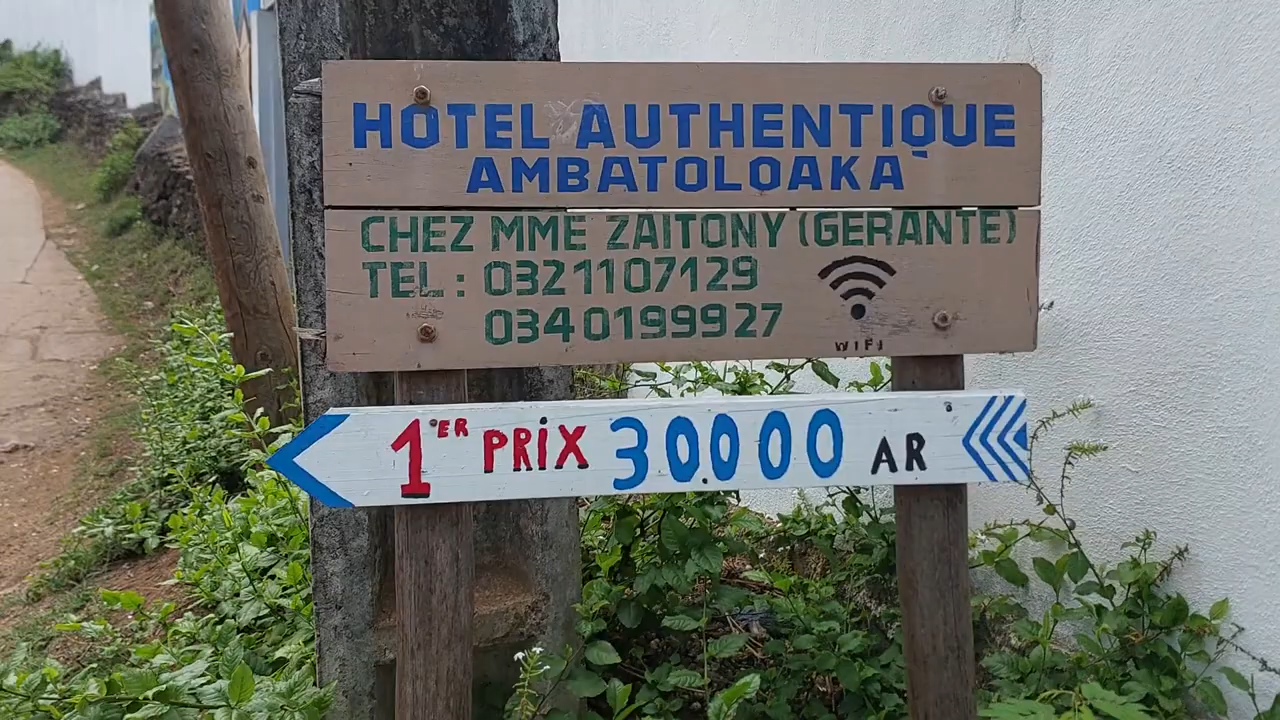 HOTEL AUTHENTIQUE
AMBATOLOAKA
CHEZ MME ZAITONY (GERANTE)
TEL : 0321107129
0340199927
WIFI
1ER PRIX 30.000 AR